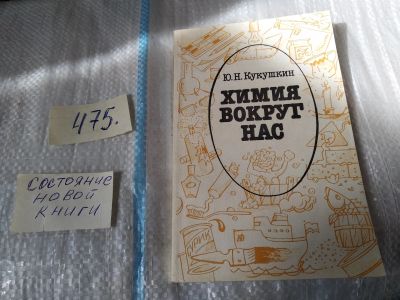 Ю.Н. Кукушкин
ХИМИЯ
ВОКРУГ
НАС
475.
СОСТОЯНИЕ
НОВОЙ
КНИГИ